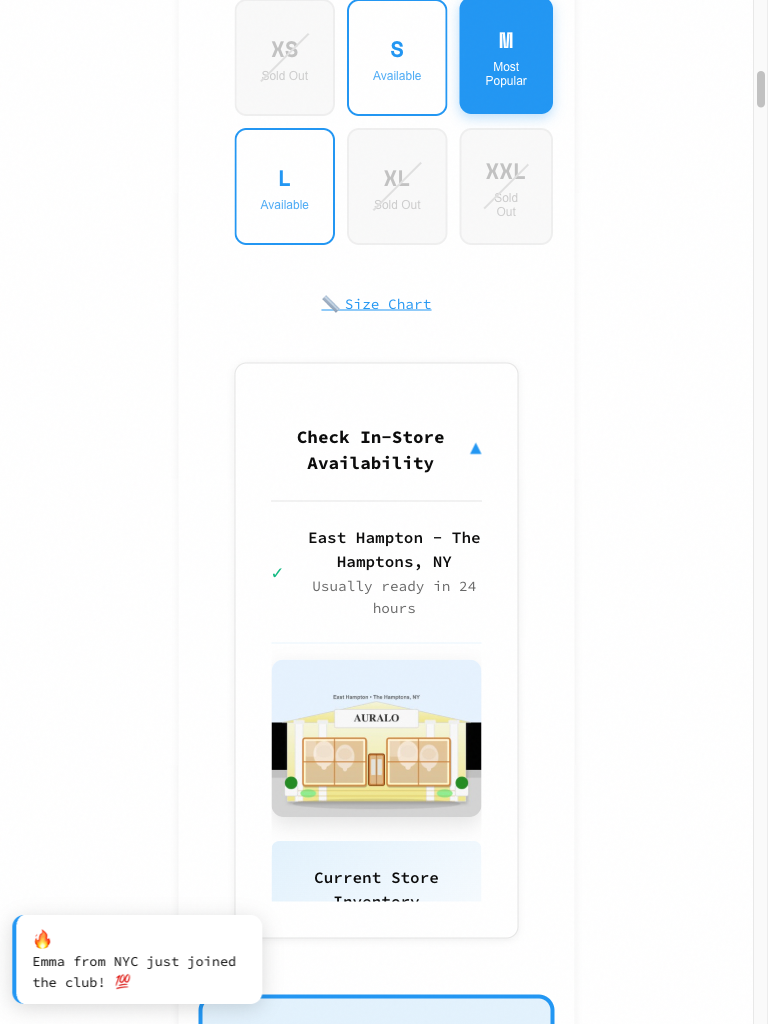 XS
Sold Out
S
Available
M
Most
Popular
L
Available
XL
Sold Out
XXL
Sold
Out
Size Chart
Check In-Store
Availability
▲
✓
East Hampton – The
Hamptons, NY
Usually ready in 24
hours
East Hampton • The Hamptons, NY
AURALO
Current Store
Inventory
🔥
Emma from NYC just joined
the club! 💯